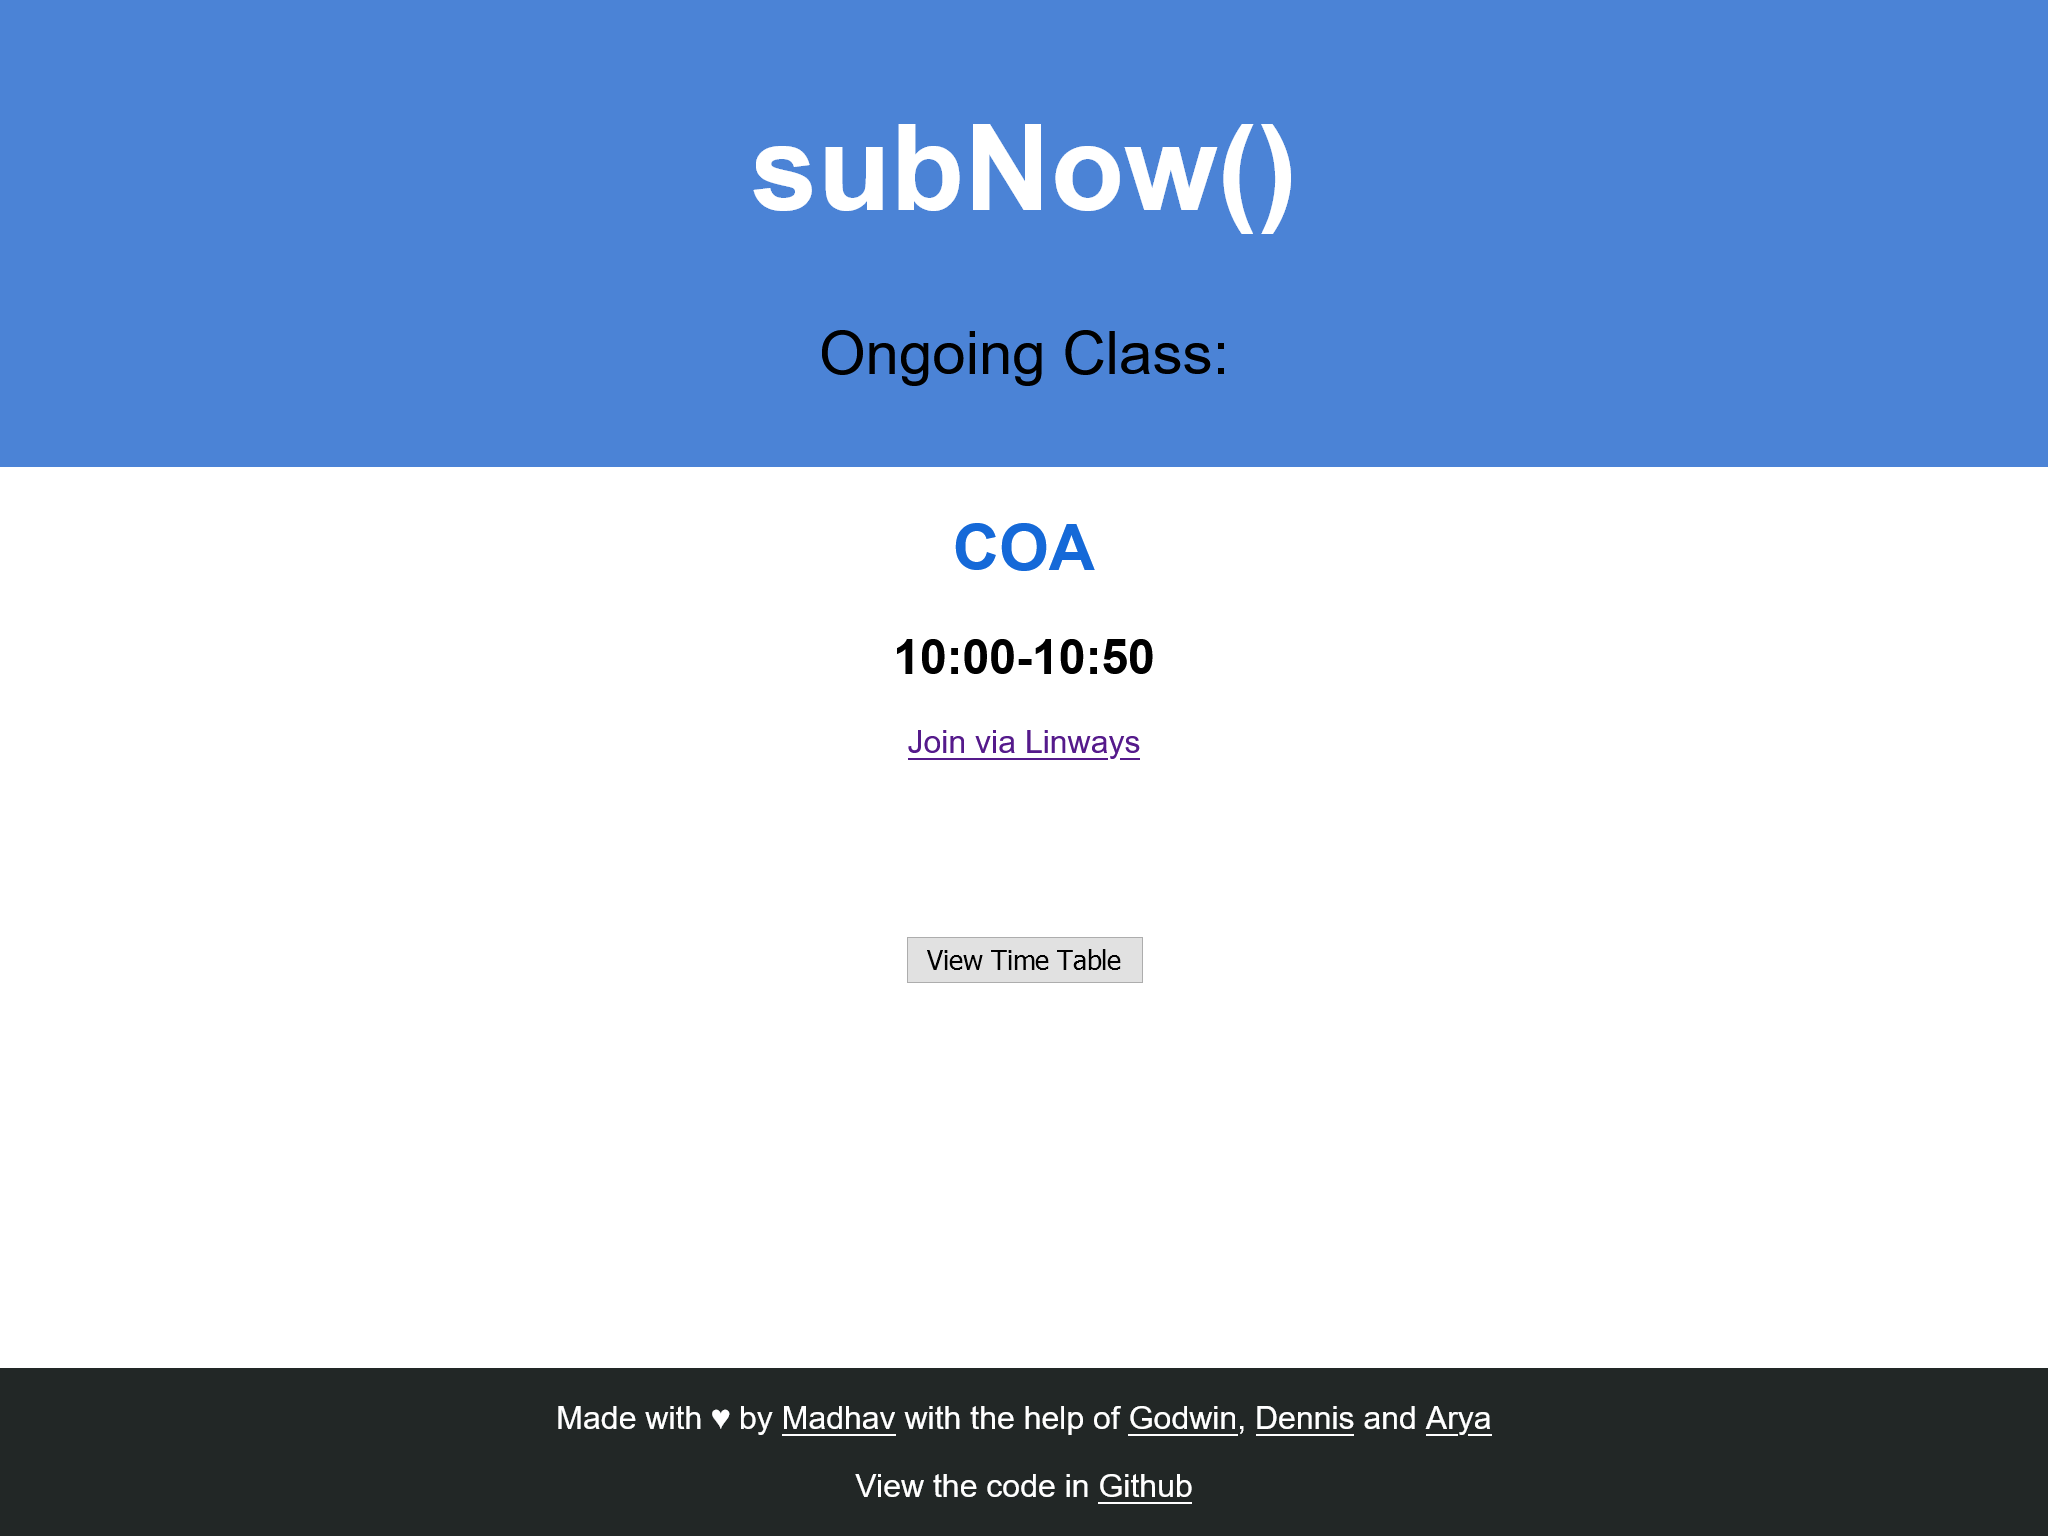 subNow()
Ongoing Class:
COA
10:00-10:50
Join via Linways
View Time Table
Made with ♥ by Madhav with the help of Godwin, Dennis and Arya
View the code in Github